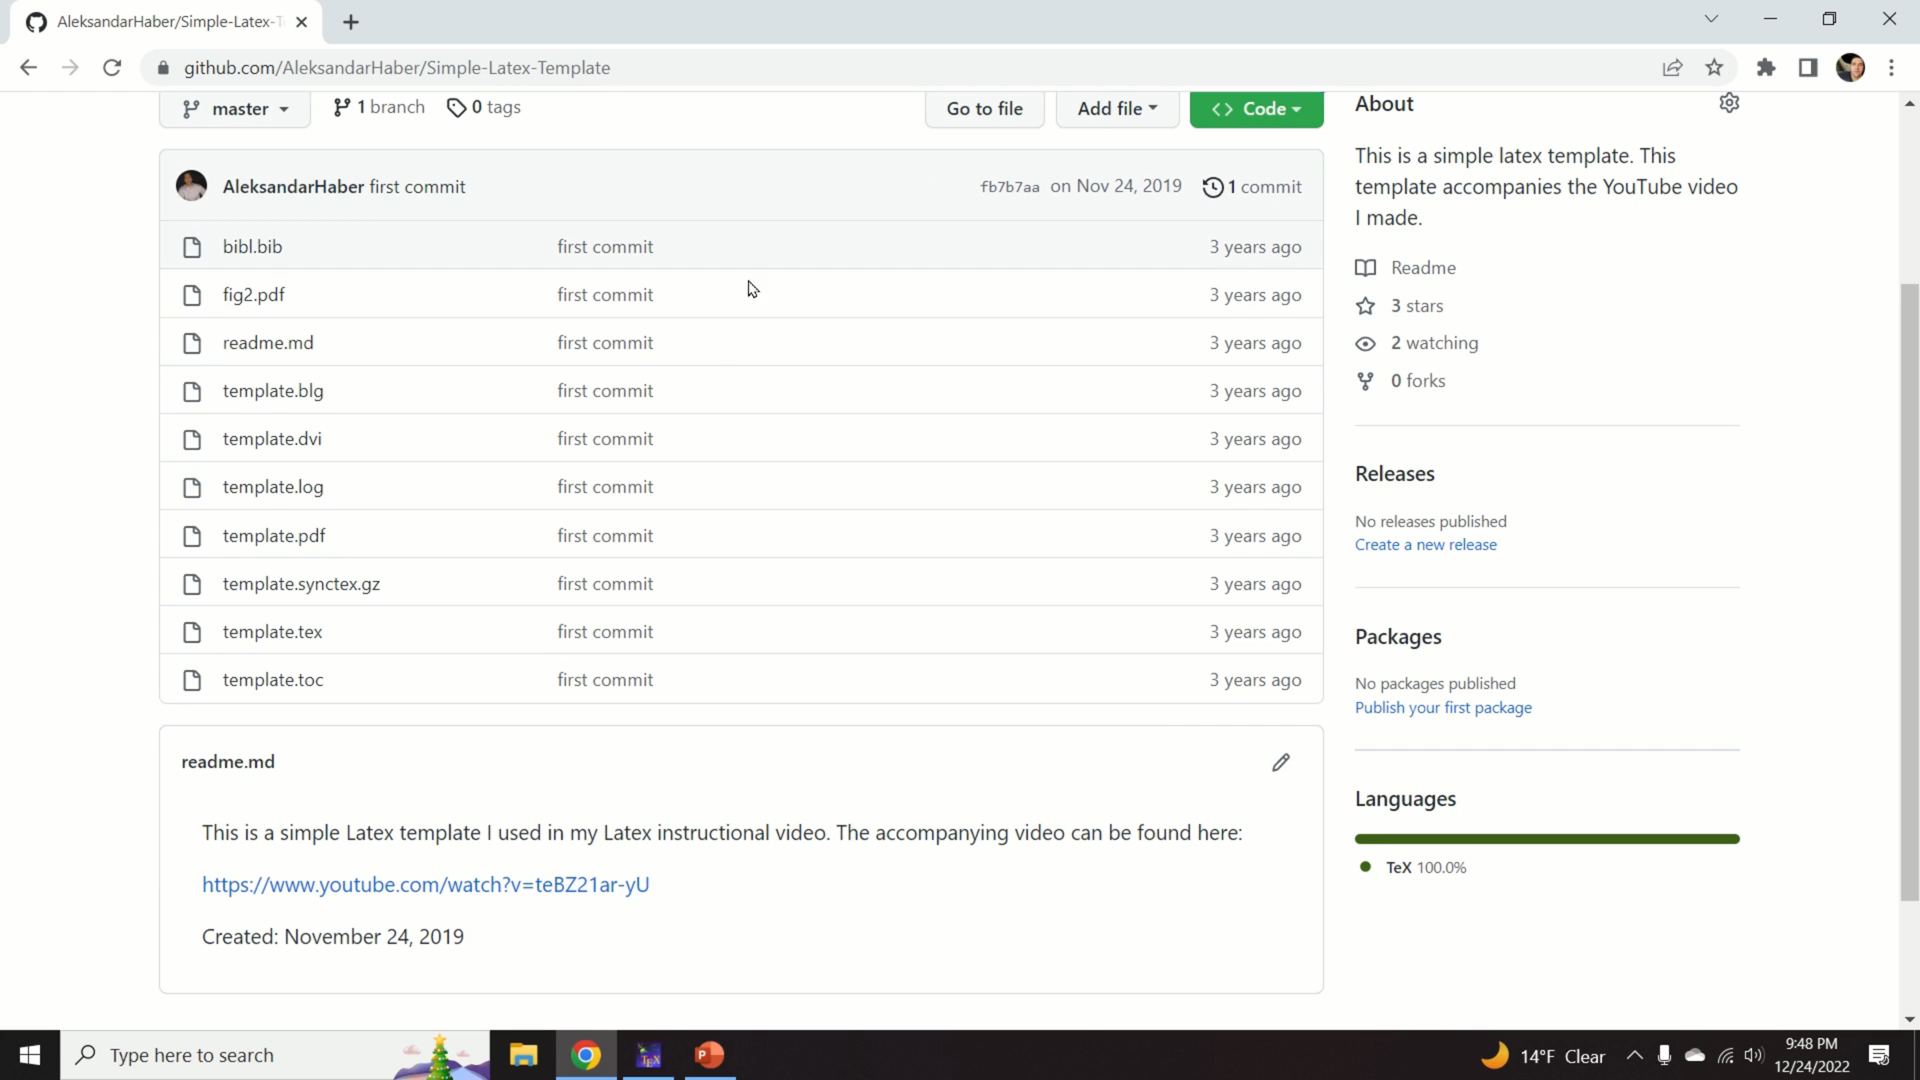 AleksandarHaber/Simple-Latex-T
github.com/AleksandarHaber/Simple-Latex-Template
master
1 branch
0 tags
Go to file
Add file
<> Code
AleksandarHaber first commit
fb7b7aa on Nov 24, 2019
1 commit
bibl.bib first commit 3 years ago
fig2.pdf first commit 3 years ago
readme.md first commit 3 years ago
template.blg first commit 3 years ago
template.dvi first commit 3 years ago
template.log first commit 3 years ago
template.pdf first commit 3 years ago
template.synctex.gz first commit 3 years ago
template.tex first commit 3 years ago
template.toc first commit 3 years ago
readme.md
This is a simple Latex template I used in my Latex instructional video. The accompanying video can be found here:
https://www.youtube.com/watch?v=teBZ21ar-yU
Created: November 24, 2019
About
This is a simple latex template. This
template accompanies the YouTube video
I made.
Readme
3 stars
2 watching
0 forks
Releases
No releases published
Create a new release
Packages
No packages published
Publish your first package
Languages
TeX 100.0%
Type here to search
TEX
P
14°F Clear
9:48 PM
12/24/2022